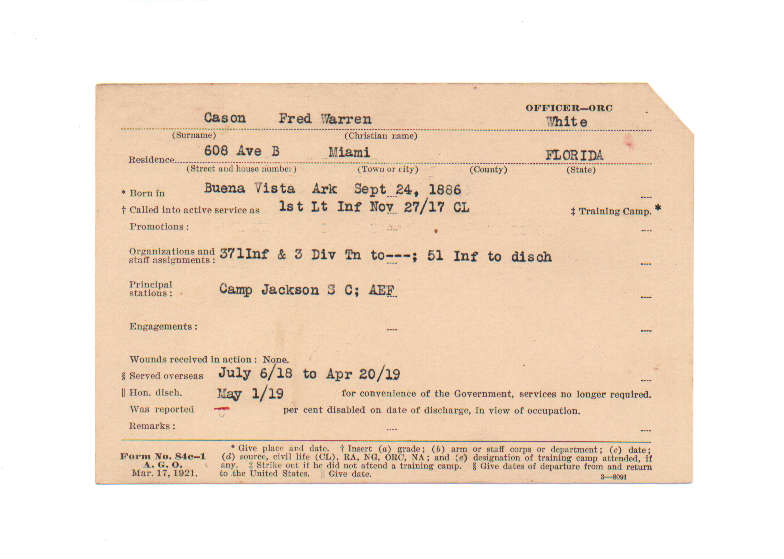 OFFICER—ORC
Cason Fred Warren White
(Surname) (Christian name)
Residence 608 Ave B Miami FLORIDA
(Street and house number) (Town or city) (County) (State)
* Born in Buena Vista Ark Sept 24, 1886
† Called into active service as 1st Lt Inf Nov 27/17 CL ‡ Training Camp. *
Promotions:
Organizations and
staff assignments: 371Inf & 3 Div Tn to---; 51 Inf to disch
Principal
stations: Camp Jackson S C; AEF
Engagements:
Wounds received in action: None.
§ Served overseas July 6/18 to Apr 20/19
|| Hon. disch. May 1/19 for convenience of the Government, services no longer required.
Was reported — per cent disabled on date of discharge, in view of occupation.
Remarks:
Form No. 84c-1
A. G. O.
Mar. 17, 1921.
* Give place and date. † Insert (a) grade; (b) arm or staff corps or department; (c) date;
(d) source, civil life (CL), RA, NG, ORC, NA; and (e) designation of training camp attended, if
any. ‡ Strike out if he did not attend a training camp. § Give dates of departure from and return
to the United States. || Give date.
3—8091